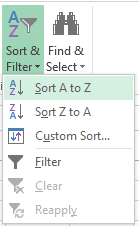 Sort &
Filter
Find &
Select
Sort A to Z
Sort Z to A
Custom Sort...
Filter
Clear
Reapply